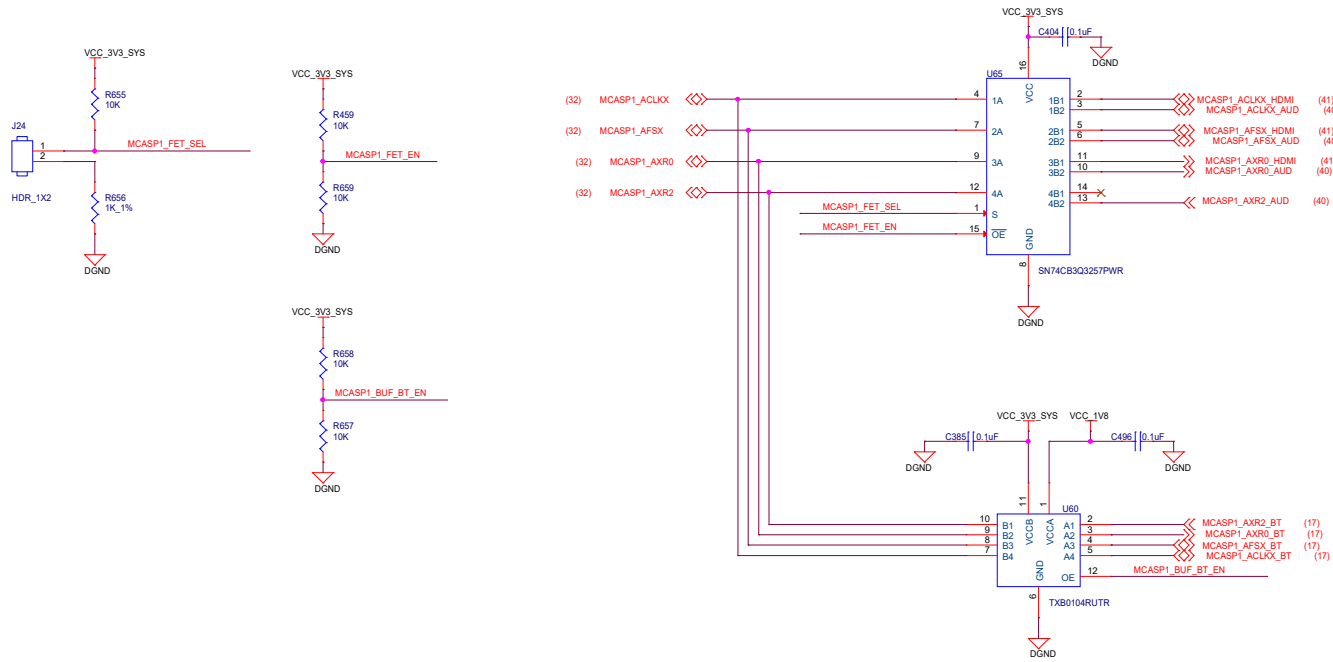 VCC_3V3_SYS
R655
10K
J24
1
2
MCASP1_FET_SEL
HDR_1X2
R656
1K_1%
DGND
VCC_3V3_SYS
R459
10K
MCASP1_FET_EN
R659
10K
DGND
VCC_3V3_SYS
R658
10K
MCASP1_BUF_BT_EN
R657
10K
DGND
VCC_3V3_SYS
C404 0.1uF
DGND
16
U65
VCC
(32) MCASP1_ACLKX 4 1A 1B1 2 MCASP1_ACLKX_HDMI (41)
1B2 3 MCASP1_ACLKX_AUD (40
(32) MCASP1_AFSX 7 2A 2B1 5 MCASP1_AFSX_HDMI (41)
2B2 6 MCASP1_AFSX_AUD (40
(32) MCASP1_AXR0 9 3A 3B1 11 MCASP1_AXR0_HDMI (41
3B2 10 MCASP1_AXR0_AUD (40)
(32) MCASP1_AXR2 12 4A 4B1 14
4B2 13 MCASP1_AXR2_AUD (40)
MCASP1_FET_SEL 1 S
MCASP1_FET_EN 15 OE
GND
8
SN74CB3Q3257PWR
DGND
VCC_3V3_SYS VCC_1V8
C385 0.1uF
DGND
C496 0.1uF
DGND
11 1
U60
VCCB VCCA
10 B1 A1 2 MCASP1_AXR2_BT (17)
9 B2 A2 3 MCASP1_AXR0_BT (17)
8 B3 A3 4 MCASP1_AFSX_BT (17)
7 B4 A4 5 MCASP1_ACLKX_BT (17)
GND OE 12 MCASP1_BUF_BT_EN
6
TXB0104RUTR
DGND